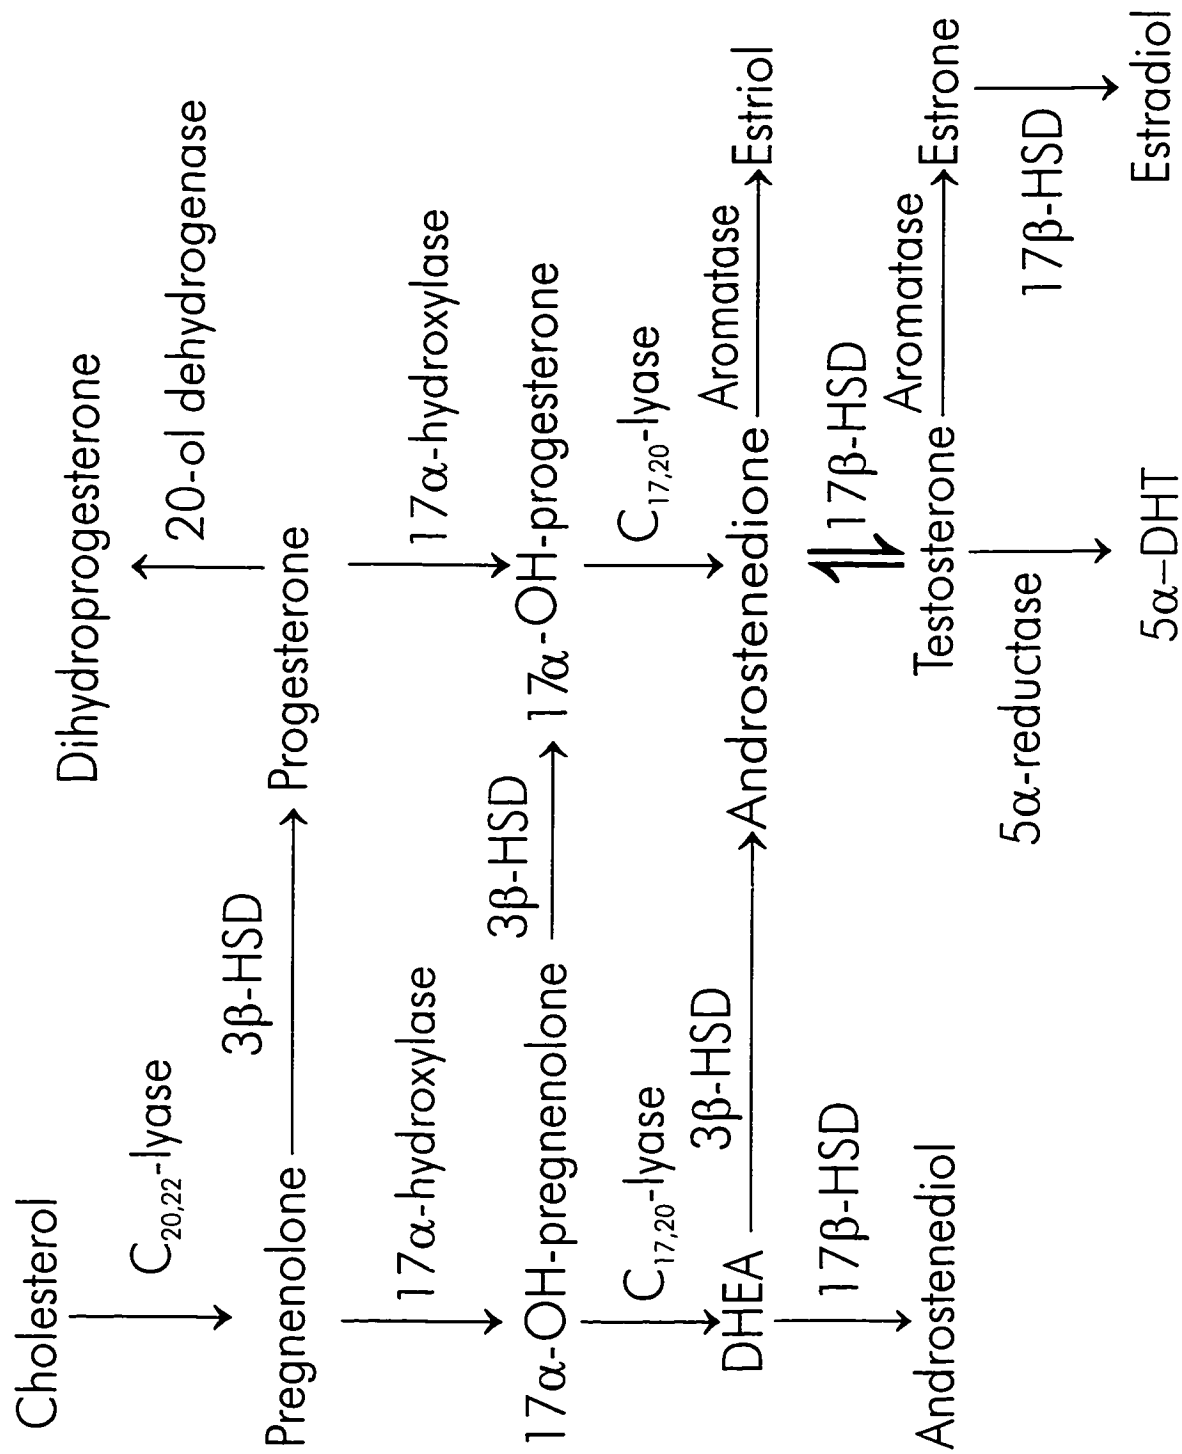 Cholesterol
C20,22-lyase
Dihydroprogesterone
20-ol dehydrogenase
Pregnenolone
3β-HSD
Progesterone
17α-hydroxylase
17α-hydroxylase
17α-OH-pregnenolone
3β-HSD
17α-OH-progesterone
C17,20-lyase
C17,20-lyase
DHEA
3β-HSD
Androstenedione
Aromatase
Estriol
17β-HSD
17β-HSD
Androstenediol
Testosterone
Aromatase
Estrone
5α-reductase
17β-HSD
5α–DHT
Estradiol